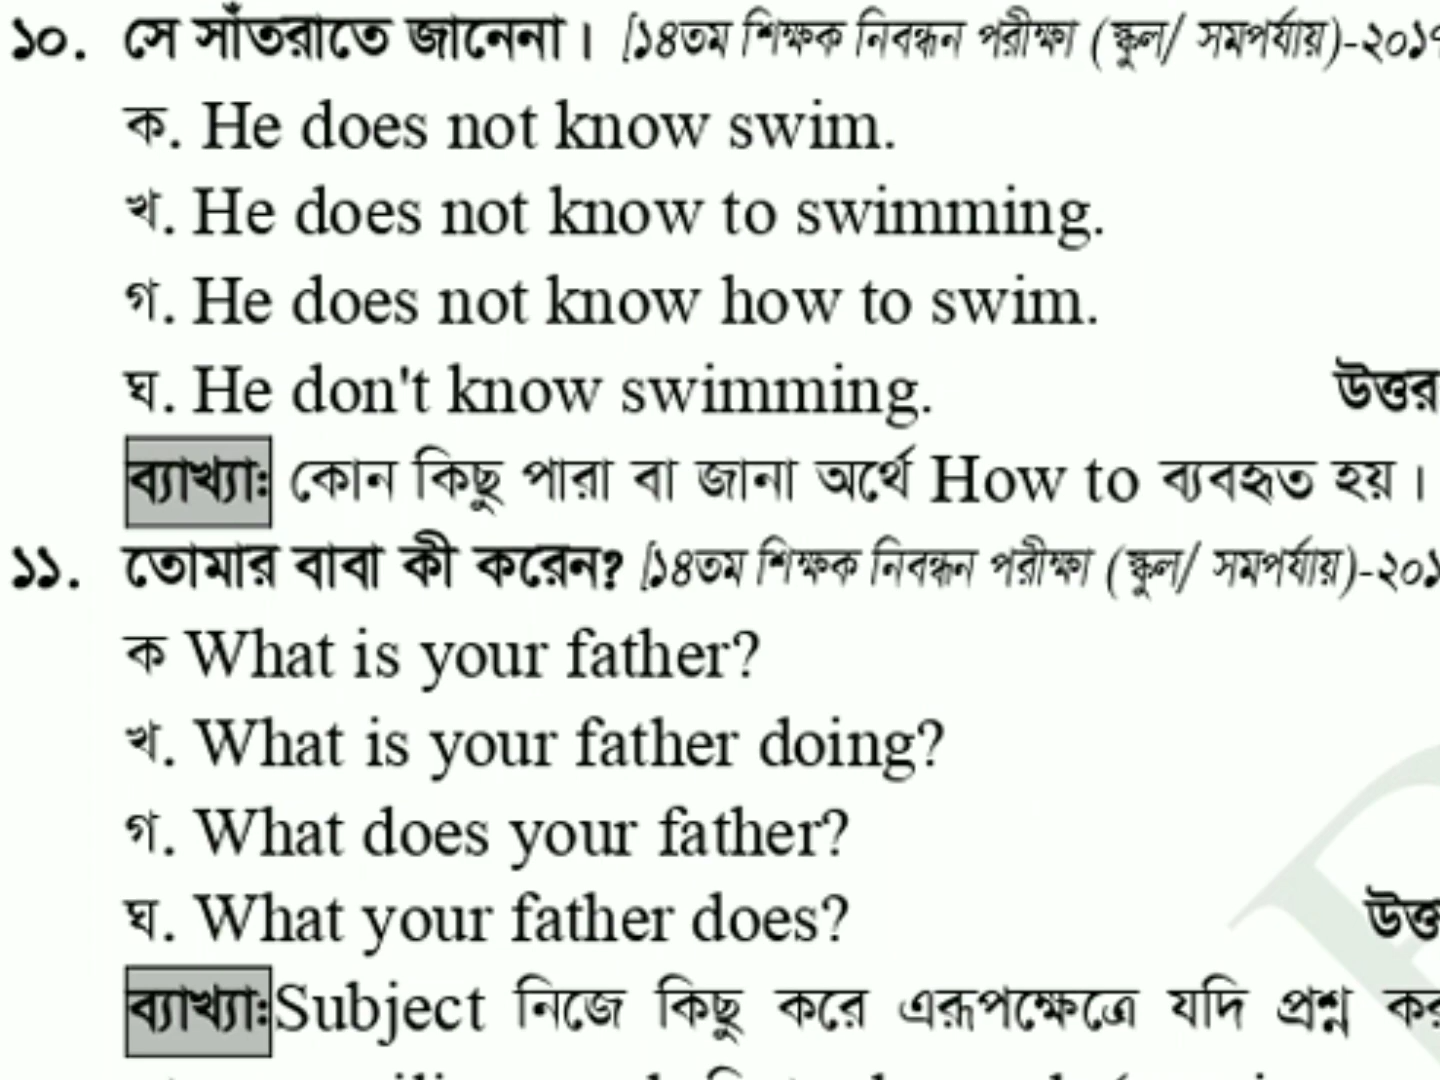 ১০. সে সাঁতরাতে জানেনা। [১৪তম শিক্ষক নিবন্ধন পরীক্ষা (স্কুল/ সমপর্যায়)-২০১
ক. He does not know swim.
খ. He does not know to swimming.
গ. He does not know how to swim.
ঘ. He don't know swimming. উত্তর
ব্যাখ্যা: কোন কিছু পারা বা জানা অর্থে How to ব্যবহৃত হয়।
১১. তোমার বাবা কী করেন? [১৪তম শিক্ষক নিবন্ধন পরীক্ষা (স্কুল/ সমপর্যায়)-২০১
ক What is your father?
খ. What is your father doing?
গ. What does your father?
ঘ. What your father does? উত্ত
ব্যাখ্যা: Subject নিজে কিছু করে এরূপক্ষেত্রে যদি প্রশ্ন